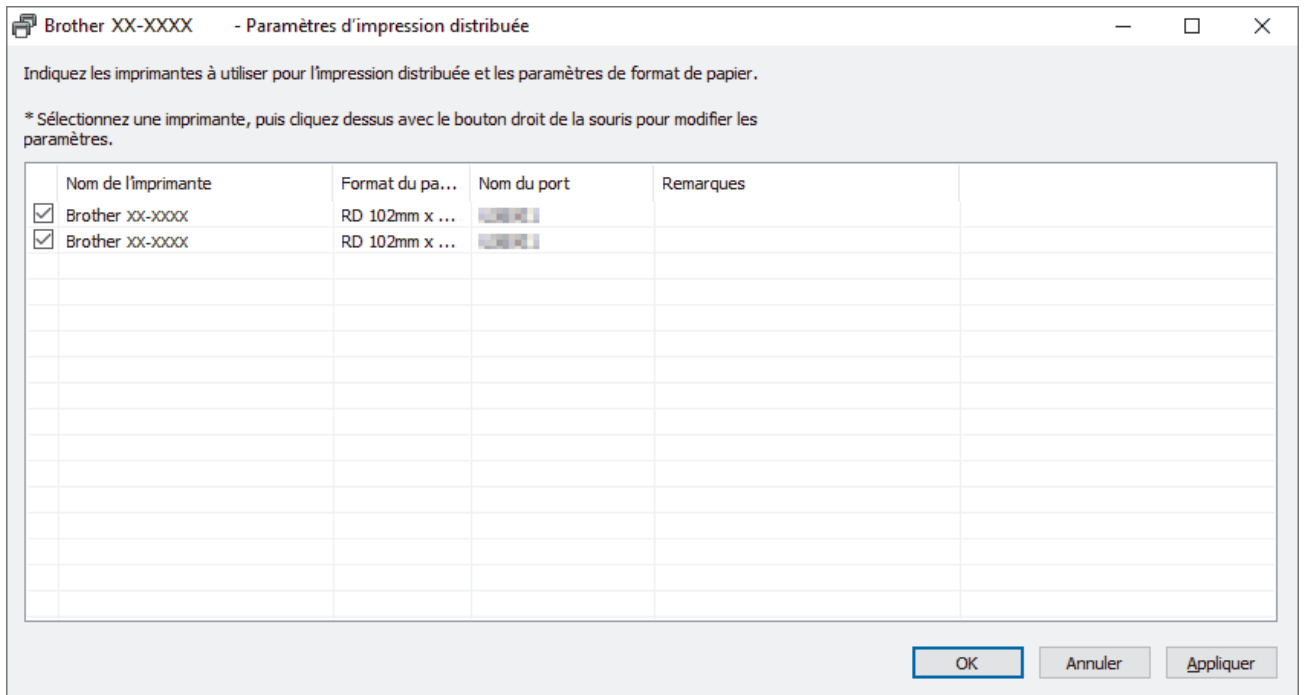 Brother XX-XXXX - Paramètres d'impression distribuée
Indiquez les imprimantes à utiliser pour l'impression distribuée et les paramètres de format de papier.
* Sélectionnez une imprimante, puis cliquez dessus avec le bouton droit de la souris pour modifier les
paramètres.
Nom de l'imprimante Format du pa... Nom du port Remarques
Brother XX-XXXX RD 102mm x ...
Brother XX-XXXX RD 102mm x ...
OK Annuler Appliquer